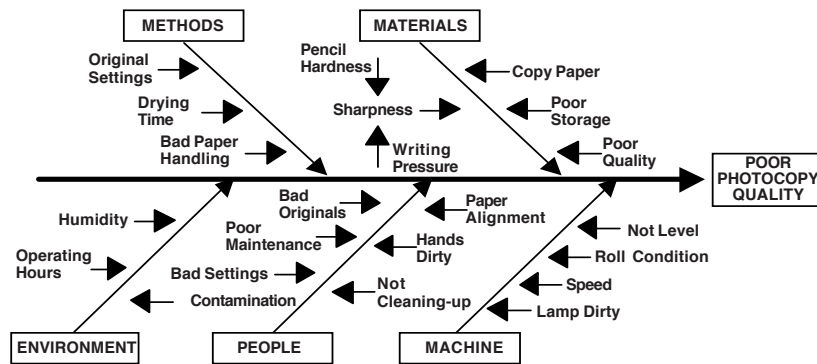 METHODS
MATERIALS
Original
Settings
Drying
Time
Bad Paper
Handling
Pencil
Hardness
Sharpness
Writing
Pressure
Copy Paper
Poor
Storage
Poor
Quality
POOR
PHOTOCOPY
QUALITY
Humidity
Operating
Hours
Contamination
Bad
Originals
Poor
Maintenance
Bad Settings
Paper
Alignment
Hands
Dirty
Not
Cleaning-up
Not Level
Roll Condition
Speed
Lamp Dirty
ENVIRONMENT
PEOPLE
MACHINE